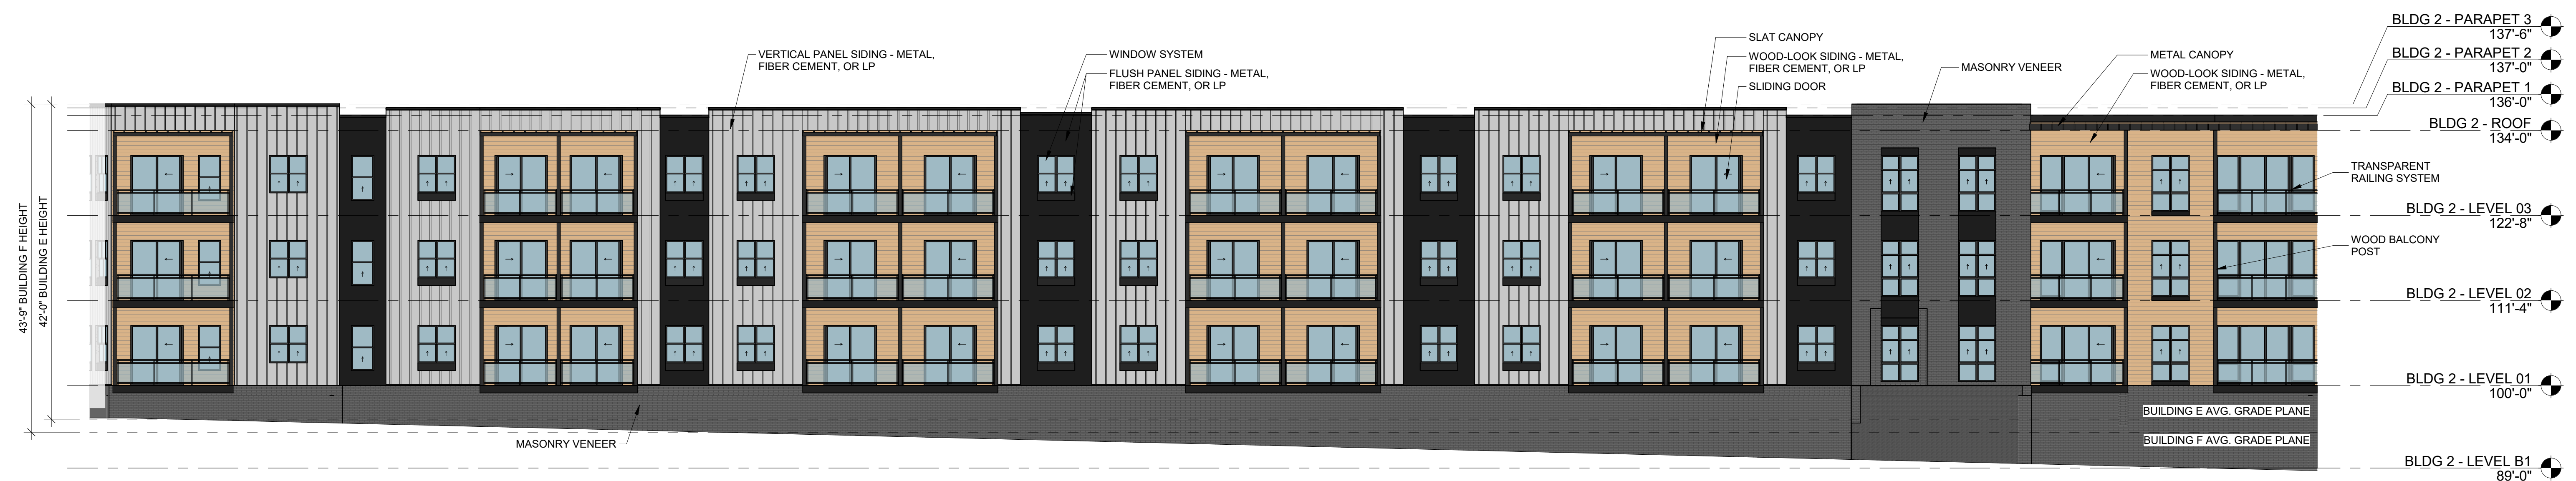 VERTICAL PANEL SIDING - METAL,
FIBER CEMENT, OR LP
WINDOW SYSTEM
FLUSH PANEL SIDING - METAL,
FIBER CEMENT, OR LP
SLAT CANOPY
WOOD-LOOK SIDING - METAL,
FIBER CEMENT, OR LP
SLIDING DOOR
MASONRY VENEER
METAL CANOPY
WOOD-LOOK SIDING - METAL,
FIBER CEMENT, OR LP
BLDG 2 - PARAPET 3
137'-6"
BLDG 2 - PARAPET 2
137'-0"
BLDG 2 - PARAPET 1
136'-0"
BLDG 2 - ROOF
134'-0"
TRANSPARENT
RAILING SYSTEM
BLDG 2 - LEVEL 03
122'-8"
WOOD BALCONY
POST
BLDG 2 - LEVEL 02
111'-4"
BLDG 2 - LEVEL 01
100'-0"
BLDG 2 - LEVEL B1
89'-0"
43'-9" BUILDING F HEIGHT
42'-0" BUILDING E HEIGHT
MASONRY VENEER
BUILDING E AVG. GRADE PLANE
BUILDING F AVG. GRADE PLANE